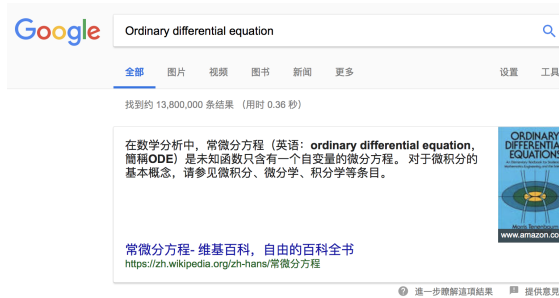 Google
Ordinary differential equation
全部 图片 视频 图书 新闻 更多 设置 工具
找到约 13,800,000 条结果 （用时 0.36 秒）
在数学分析中，常微分方程（英语：ordinary differential equation，
簡稱ODE）是未知函数只含有一个自变量的微分方程。 对于微积分的
基本概念，请参见微积分、微分学、积分学等条目。
ORDINARY
DIFFERENTIAL
EQUATIONS
Morris Tenenbaum
www.amazon.co
常微分方程- 维基百科，自由的百科全书
https://zh.wikipedia.org/zh-hans/常微分方程
進一步瞭解這項結果 提供意見